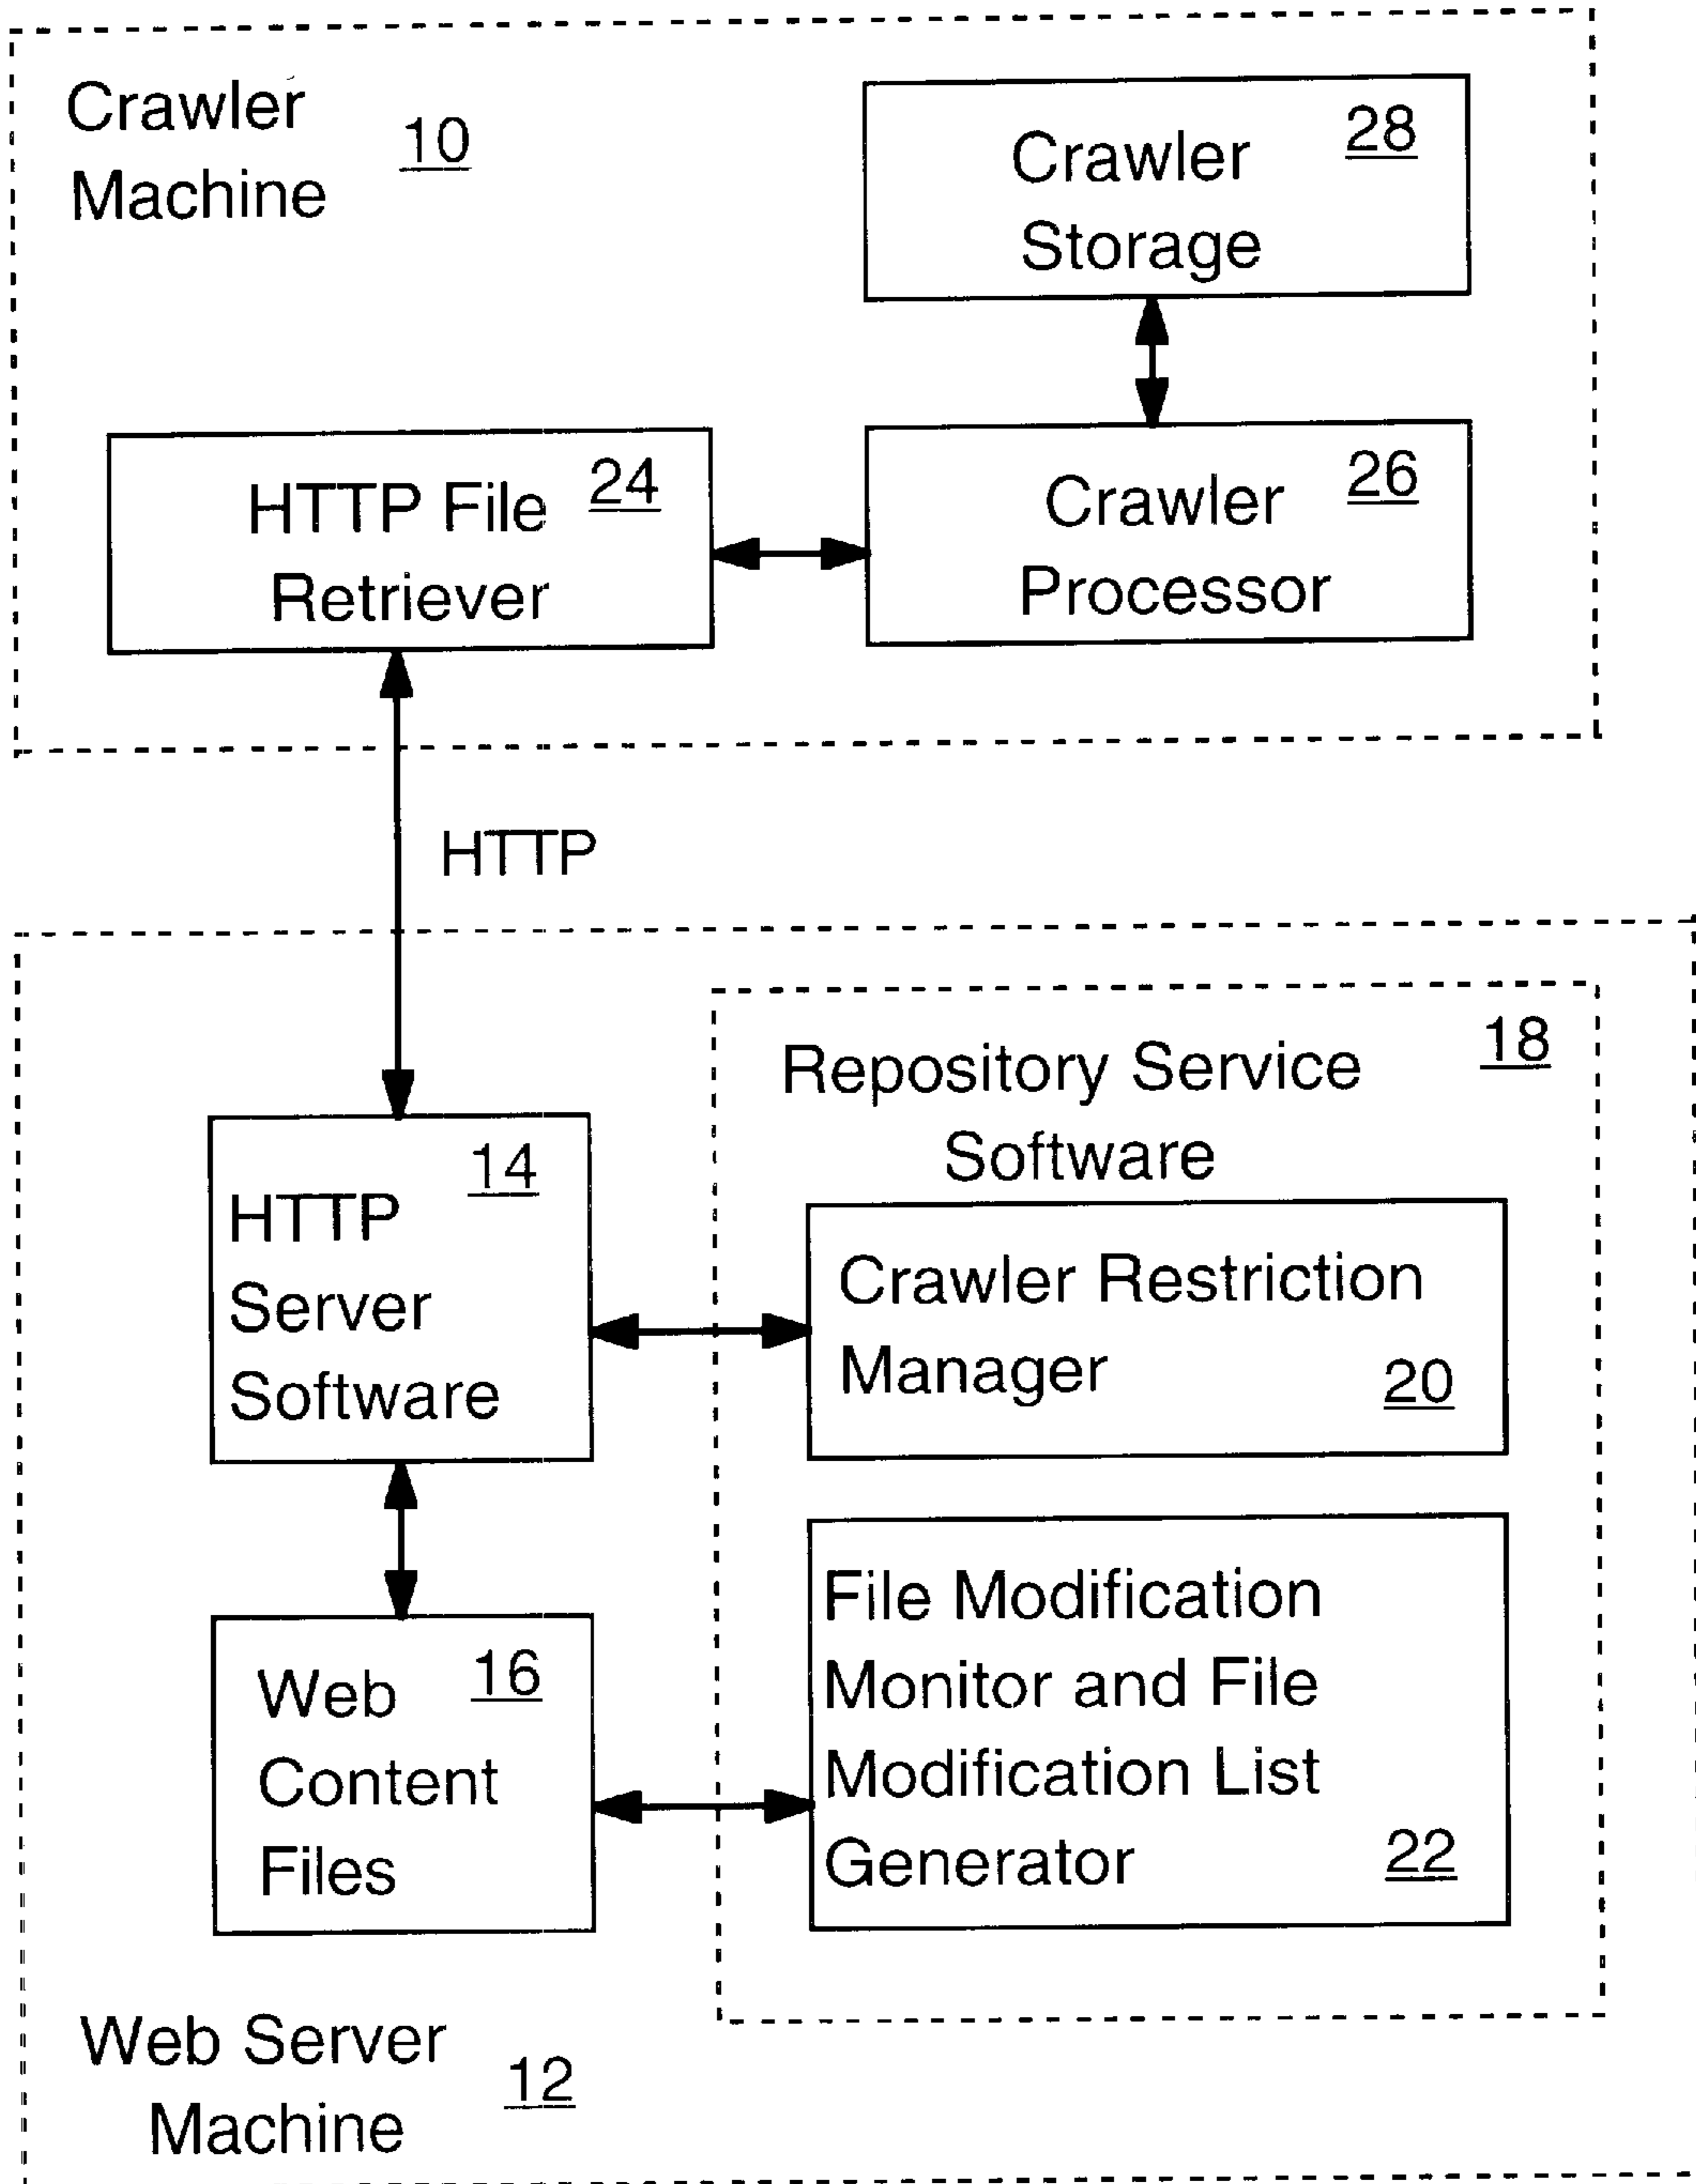 Crawler
Machine
10
28
Crawler
Storage
24
HTTP File
Retriever
26
Crawler
Processor
HTTP
18
Repository Service
Software
14
HTTP
Server
Software
Crawler Restriction
Manager
20
16
Web
Content
Files
File Modification
Monitor and File
Modification List
Generator
22
Web Server
Machine
12